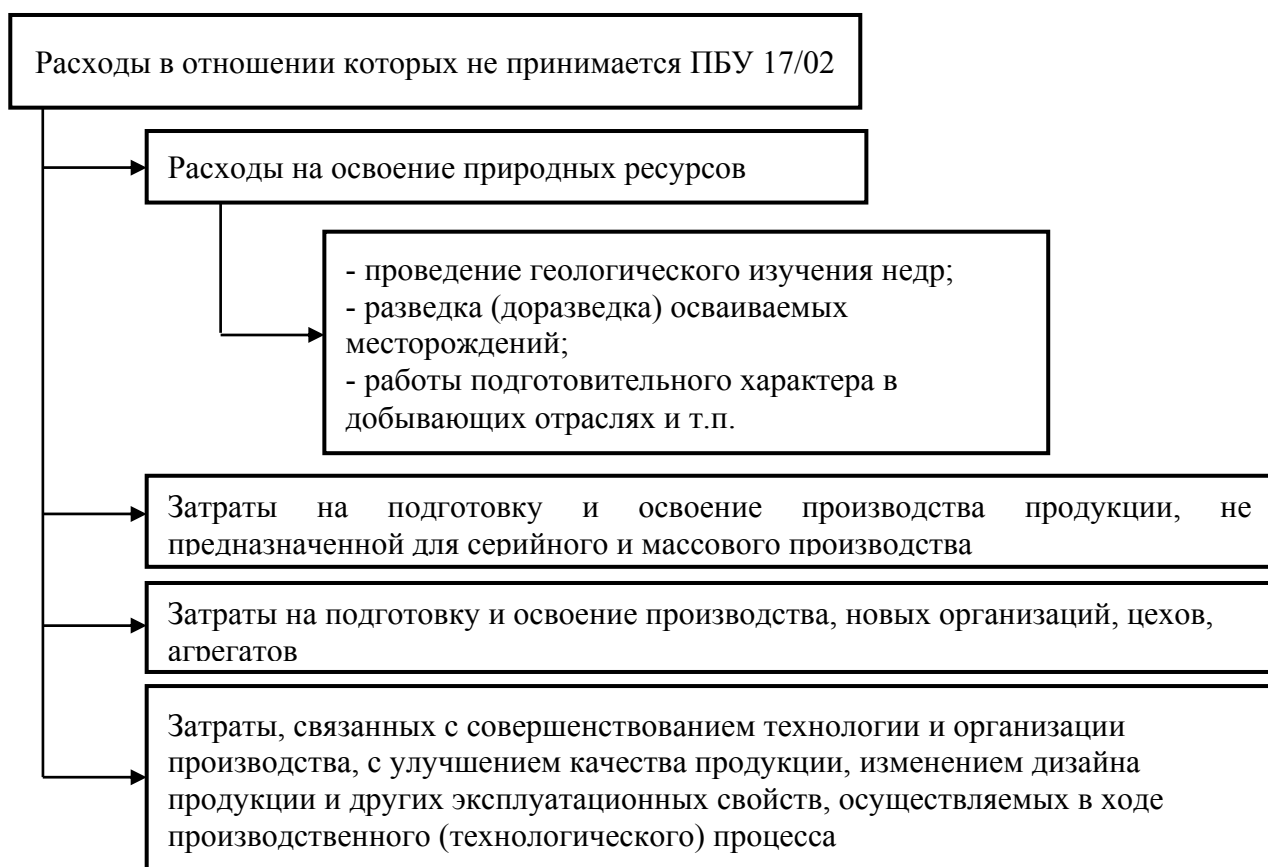 Расходы в отношении которых не принимается ПБУ 17/02
Расходы на освоение природных ресурсов
- проведение геологического изучения недр;
- разведка (доразведка) осваиваемых
месторождений;
- работы подготовительного характера в
добывающих отраслях и т.п.
Затраты на подготовку и освоение производства продукции, не
предназначенной для серийного и массового производства
Затраты на подготовку и освоение производства, новых организаций, цехов,
агрегатов
Затраты, связанных с совершенствованием технологии и организации
производства, с улучшением качества продукции, изменением дизайна
продукции и других эксплуатационных свойств, осуществляемых в ходе
производственного (технологического) процесса